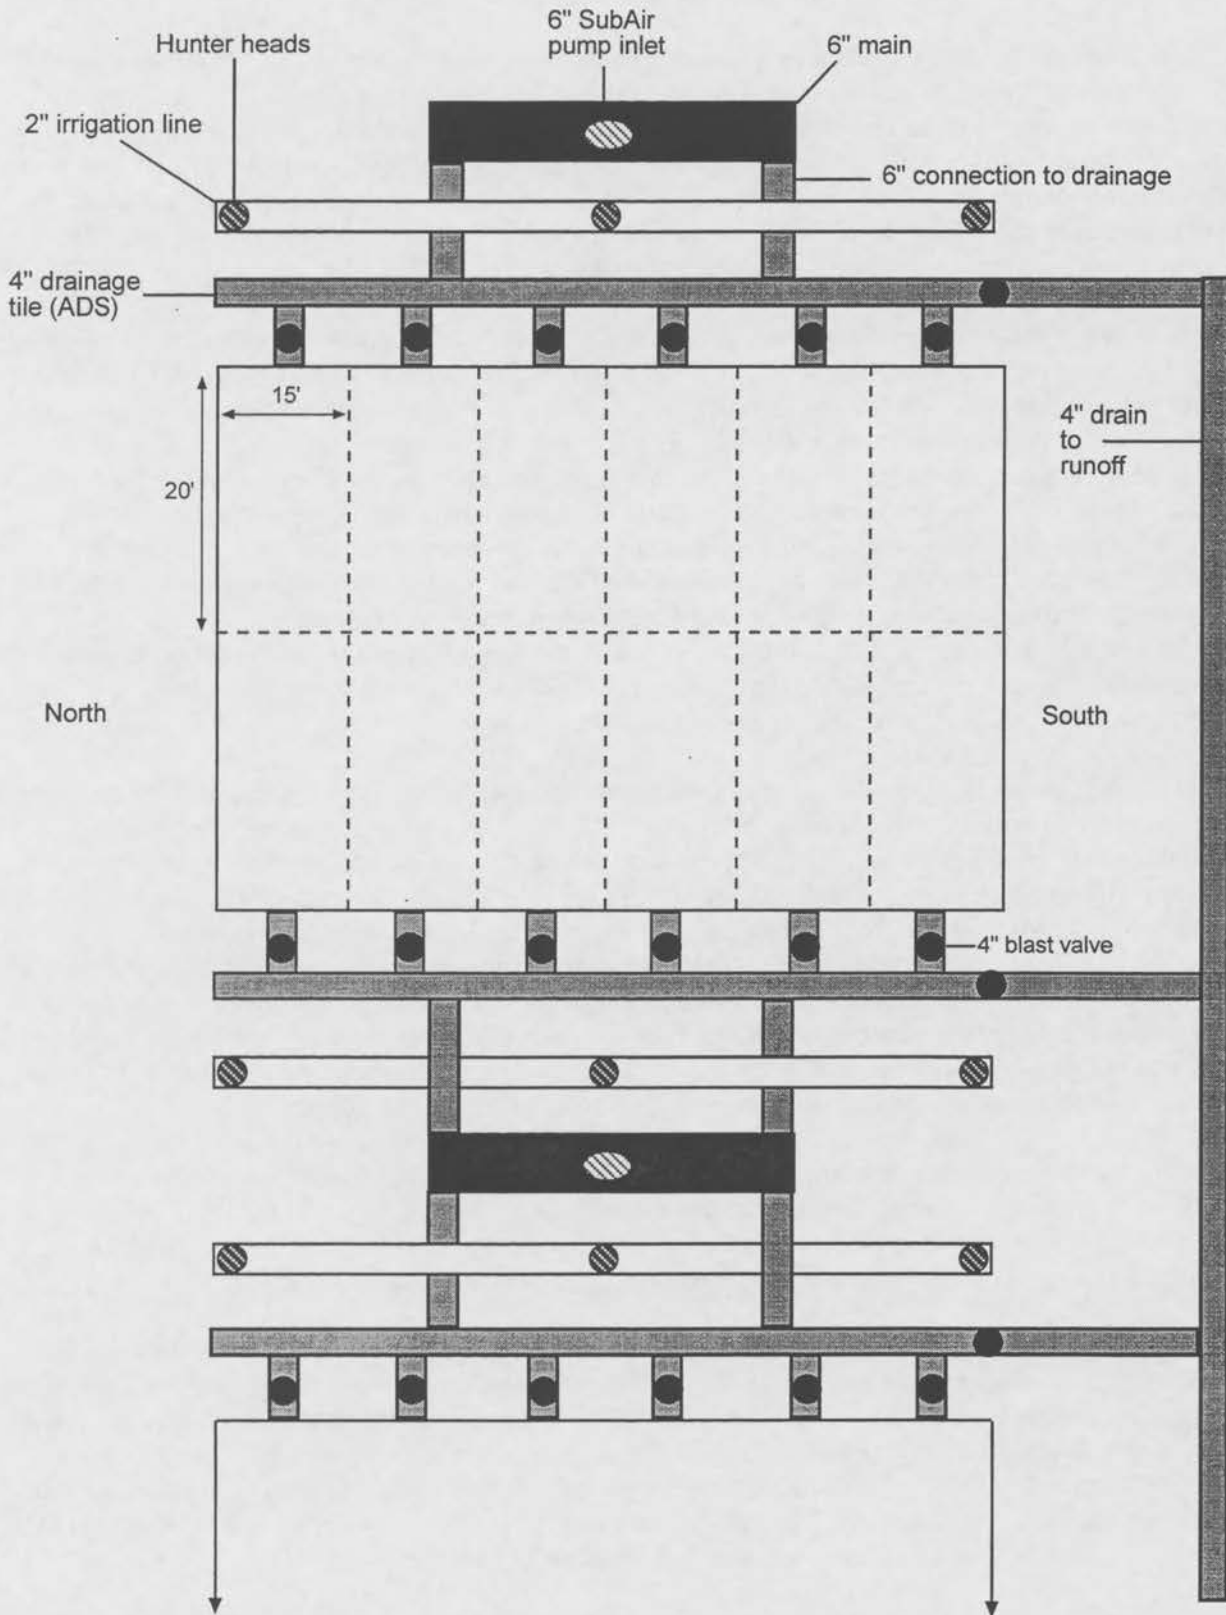 6" SubAir
pump inlet
Hunter heads
6" main
2" irrigation line
6" connection to drainage
4" drainage
tile (ADS)
15'
4" drain
to
runoff
20'
North
South
4" blast valve